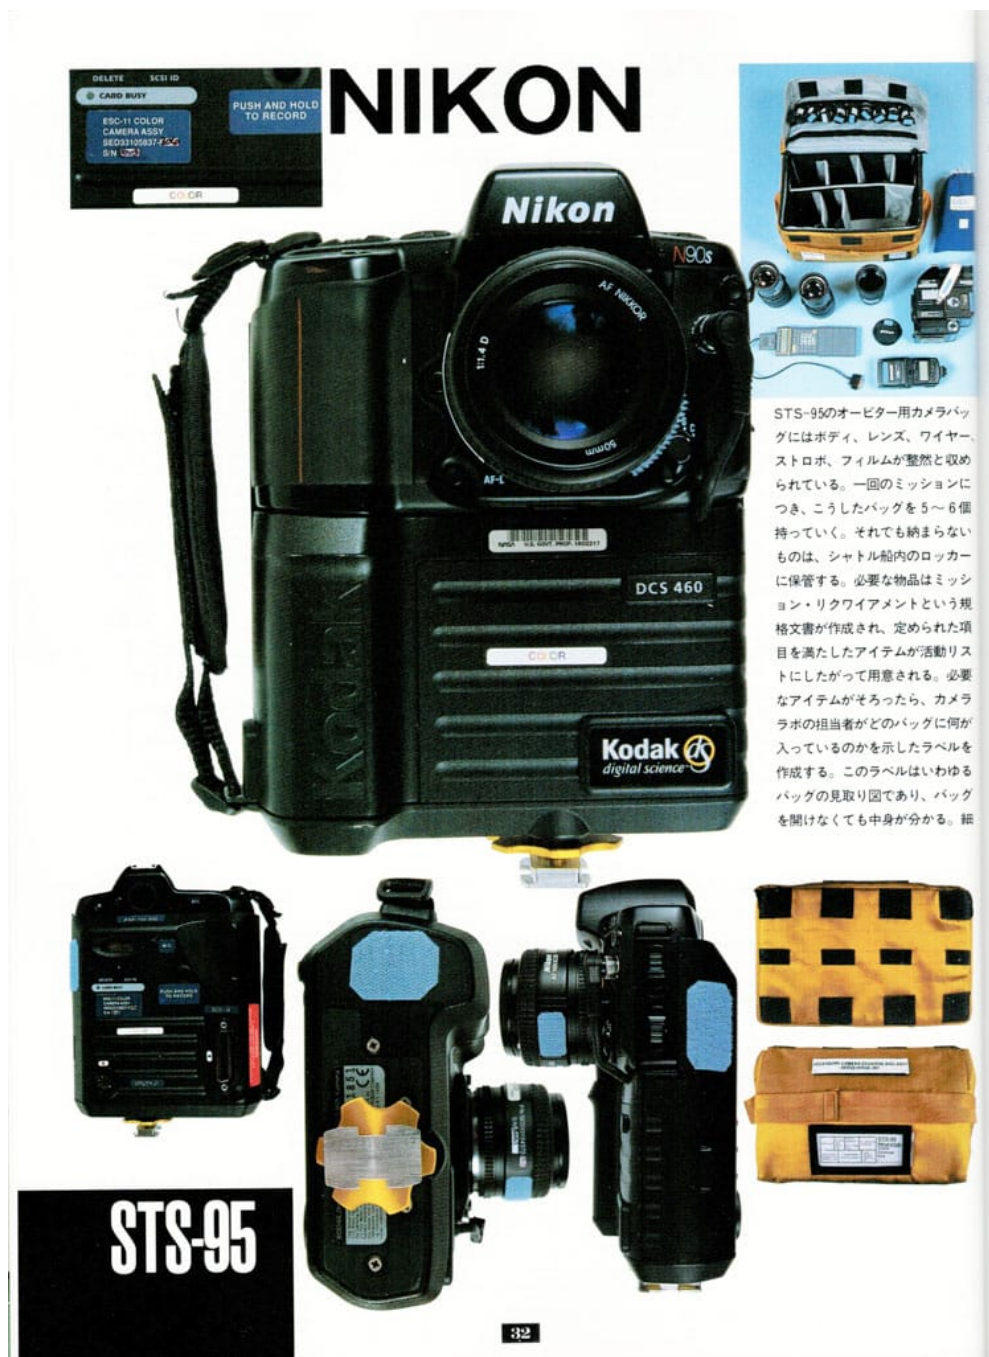 DELETE SCSI ID
CARD BUSY
ESC-11 COLOR
CAMERA ASSY
SED33105837-
S/N
PUSH AND HOLD
TO RECORD
COLOR
NIKON
Nikon
N90s
AF NIKKOR
1:1.4 D
50mm
AF-L
NASA U.S. GOVT. PROP.
DCS 460
COLOR
Kodak
Kodak
digital science
STS-95のオービター用カメラバッ
グにはボディ、レンズ、ワイヤー、
ストロボ、フィルムが整然と収め
られている。一回のミッションに
つき、こうしたバッグを5〜6個
持っていく。それでも納まらない
ものは、シャトル船内のロッカー
に保管する。必要な物品はミッシ
ョン・リクワイアメントという規
格文書が作成され、定められた項
目を満たしたアイテムが活動リス
トにしたがって用意される。必要
なアイテムがそろったら、カメラ
ラボの担当者がどのバッグに何が
入っているのかを示したラベルを
作成する。このラベルはいわゆる
バッグの見取り図であり、バッグ
を開けなくても中身が分かる。細
PUSH AND HOLD
TO RECORD
STS-95
32